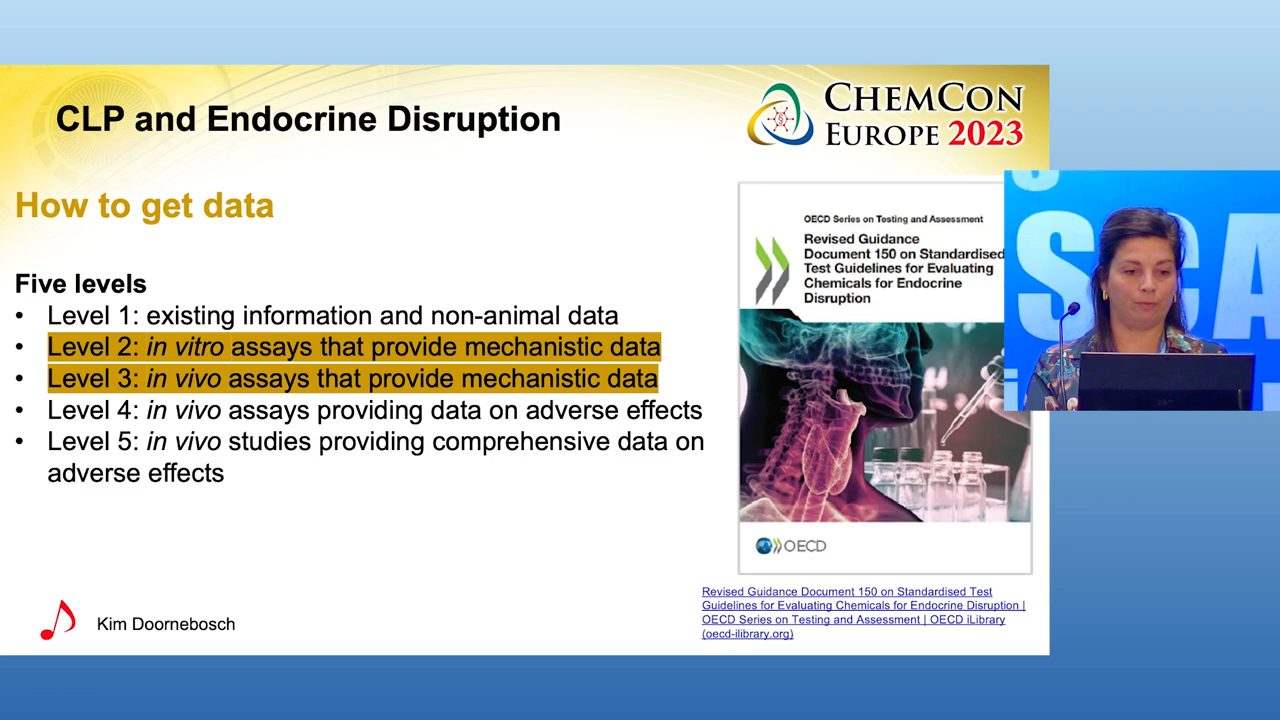 CLP and Endocrine Disruption
CHEMCON
EUROPE 2023
How to get data
Five levels
• Level 1: existing information and non-animal data
• Level 2: in vitro assays that provide mechanistic data
• Level 3: in vivo assays that provide mechanistic data
• Level 4: in vivo assays providing data on adverse effects
• Level 5: in vivo studies providing comprehensive data on
adverse effects
OECD Series on Testing and Assessment
Revised Guidance
Document 150 on Standardised
Test Guidelines for Evaluating
Chemicals for Endocrine
Disruption
OECD
Revised Guidance Document 150 on Standardised Test
Guidelines for Evaluating Chemicals for Endocrine Disruption |
OECD Series on Testing and Assessment | OECD iLibrary
(oecd-ilibrary.org)
Kim Doornebosch
SCA